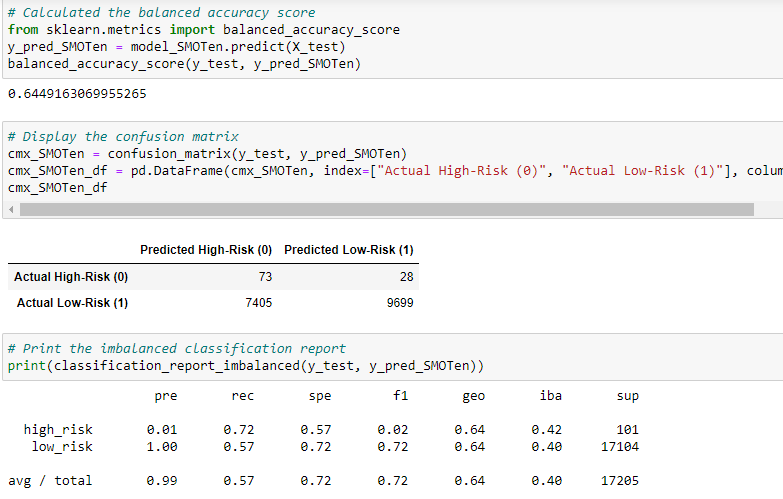 # Calculated the balanced accuracy score
from sklearn.metrics import balanced_accuracy_score
y_pred_SMOTen = model_SMOTen.predict(X_test)
balanced_accuracy_score(y_test, y_pred_SMOTen)
0.6449163069955265
# Display the confusion matrix
cmx_SMOTen = confusion_matrix(y_test, y_pred_SMOTen)
cmx_SMOTen_df = pd.DataFrame(cmx_SMOTen, index=["Actual High-Risk (0)", "Actual Low-Risk (1)"], colum
cmx_SMOTen_df
Predicted High-Risk (0) Predicted Low-Risk (1)
Actual High-Risk (0) 73 28
Actual Low-Risk (1) 7405 9699
# Print the imbalanced classification report
print(classification_report_imbalanced(y_test, y_pred_SMOTen))
pre rec spe f1 geo iba sup
high_risk 0.01 0.72 0.57 0.02 0.64 0.42 101
low_risk 1.00 0.57 0.72 0.72 0.64 0.40 17104
avg / total 0.99 0.57 0.72 0.72 0.64 0.40 17205